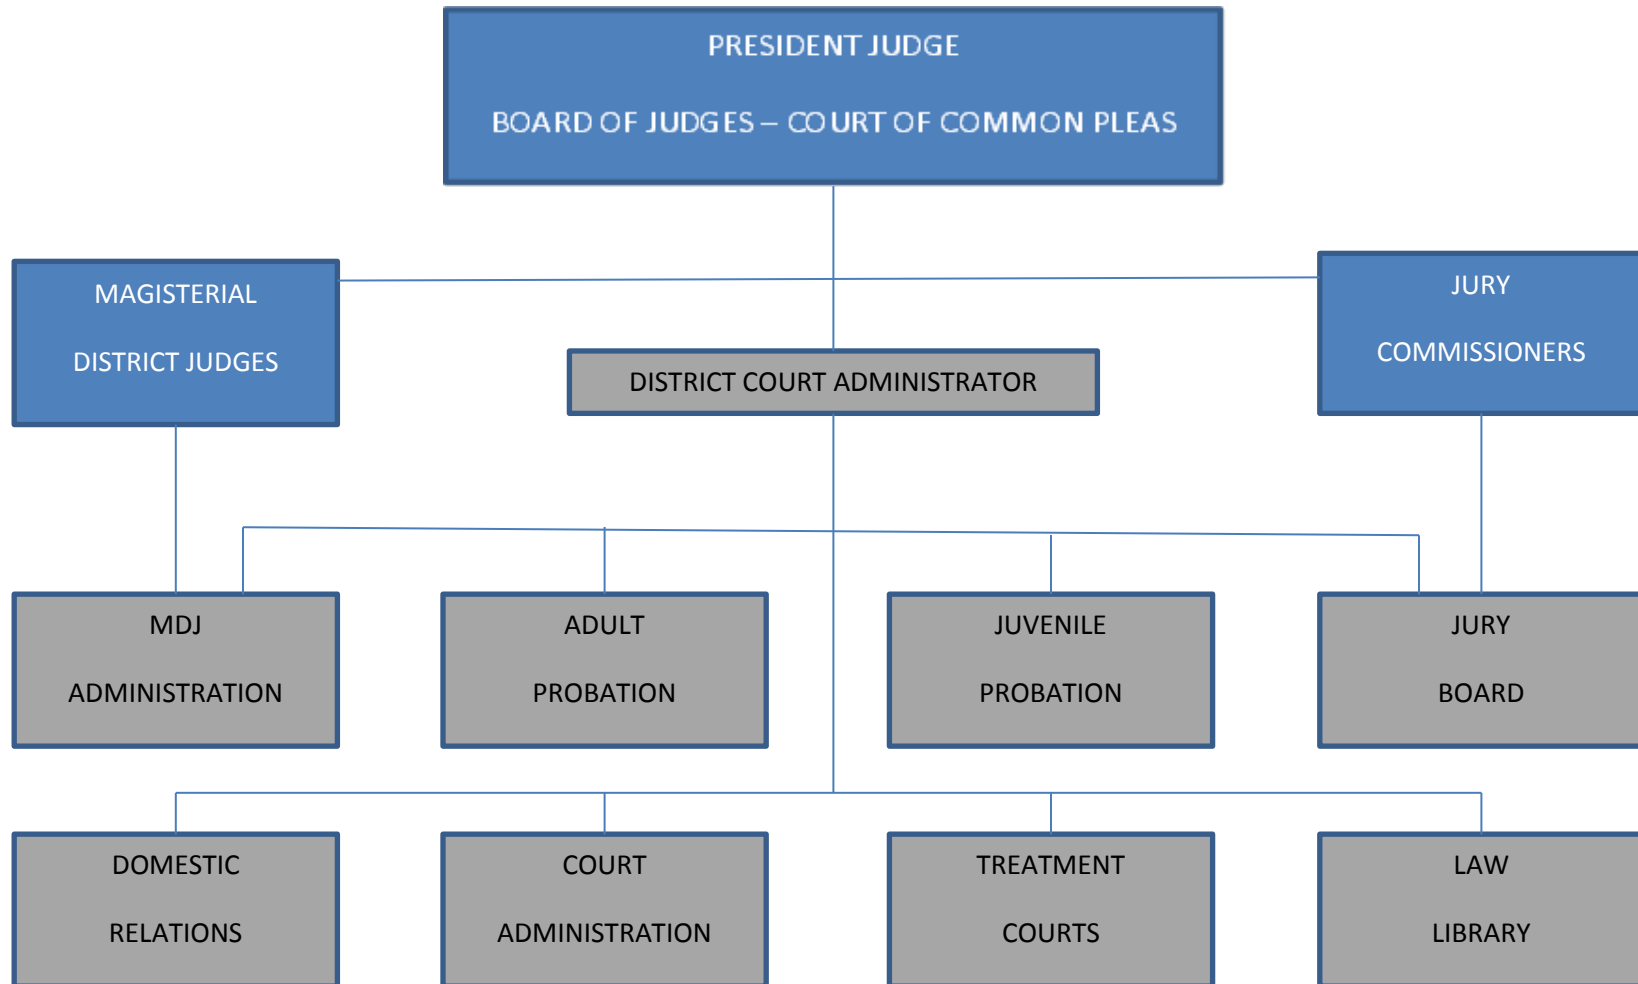 PRESIDENT JUDGE
BOARD OF JUDGES – COURT OF COMMON PLEAS
MAGISTERIAL
DISTRICT JUDGES
JURY
COMMISSIONERS
DISTRICT COURT ADMINISTRATOR
MDJ
ADMINISTRATION
ADULT
PROBATION
JUVENILE
PROBATION
JURY
BOARD
DOMESTIC
RELATIONS
COURT
ADMINISTRATION
TREATMENT
COURTS
LAW
LIBRARY